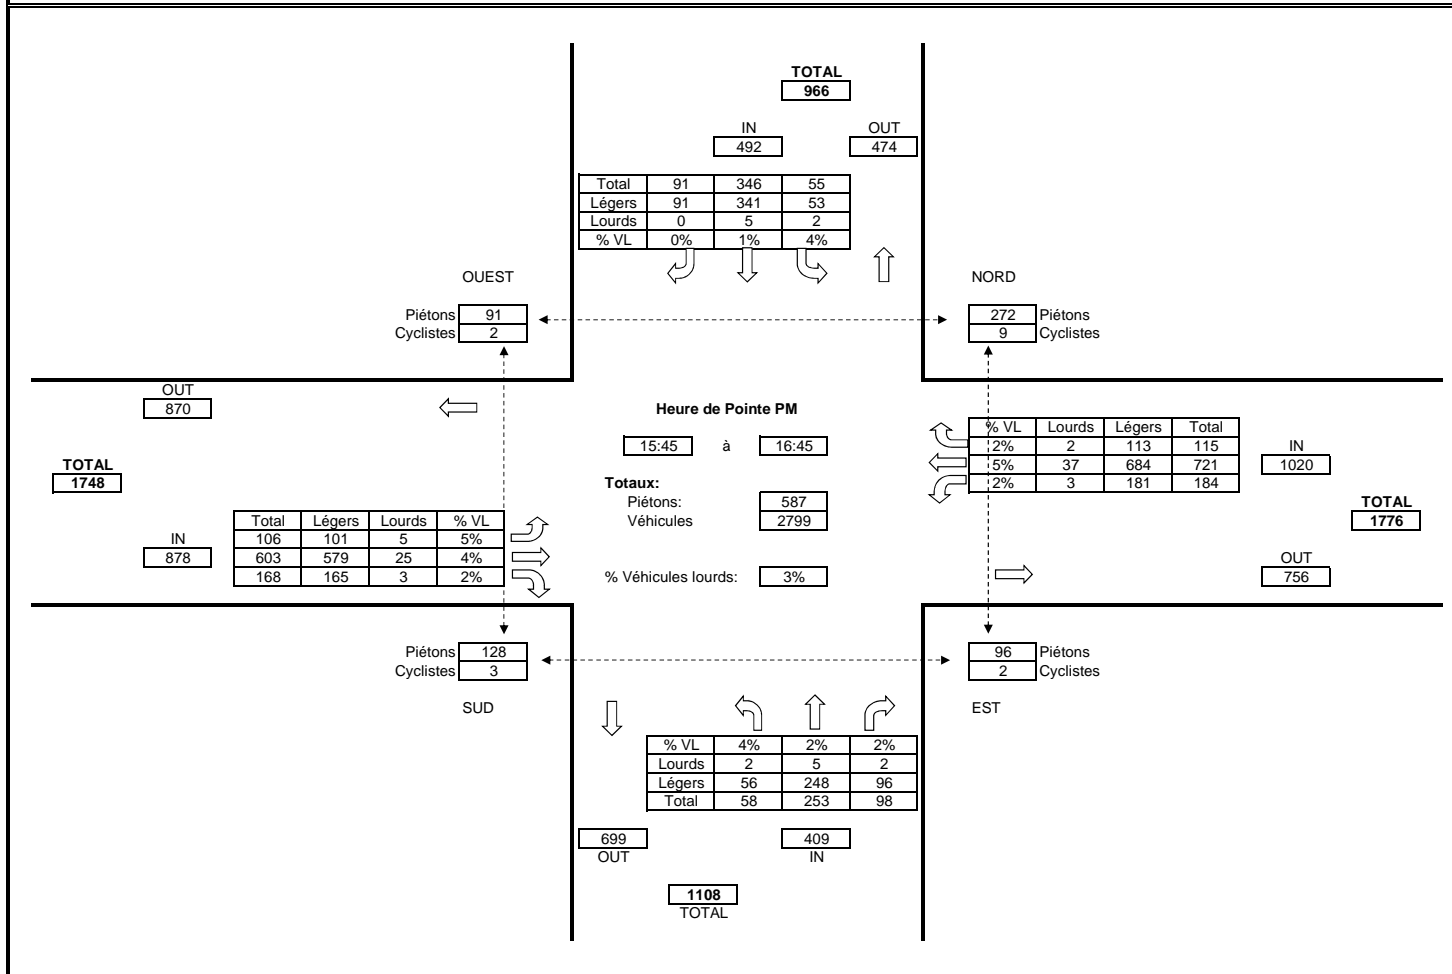 TOTAL
966
IN OUT
492 474
Total 91 346 55
Légers 91 341 53
Lourds 0 5 2
% VL 0% 1% 4%
OUEST NORD
Piétons 91 272 Piétons
Cyclistes 2 9 Cyclistes
OUT
870
Heure de Pointe PM
% VL Lourds Légers Total
15:45 à 16:45
2% 2 113 115
IN
5% 37 684 721
1020
TOTAL
1748
Totaux:
2% 3 181 184
Piétons: 587
TOTAL
1776
Véhicules 2799
Total Légers Lourds % VL
IN
106 101 5 5%
878
603 579 25 4%
OUT
756
168 165 3 2%
% Véhicules lourds: 3%
Piétons 128 96 Piétons
Cyclistes 3 2 Cyclistes
SUD EST
% VL 4% 2% 2%
Lourds 2 5 2
Légers 56 248 96
Total 58 253 98
699 409
OUT IN
1108
TOTAL